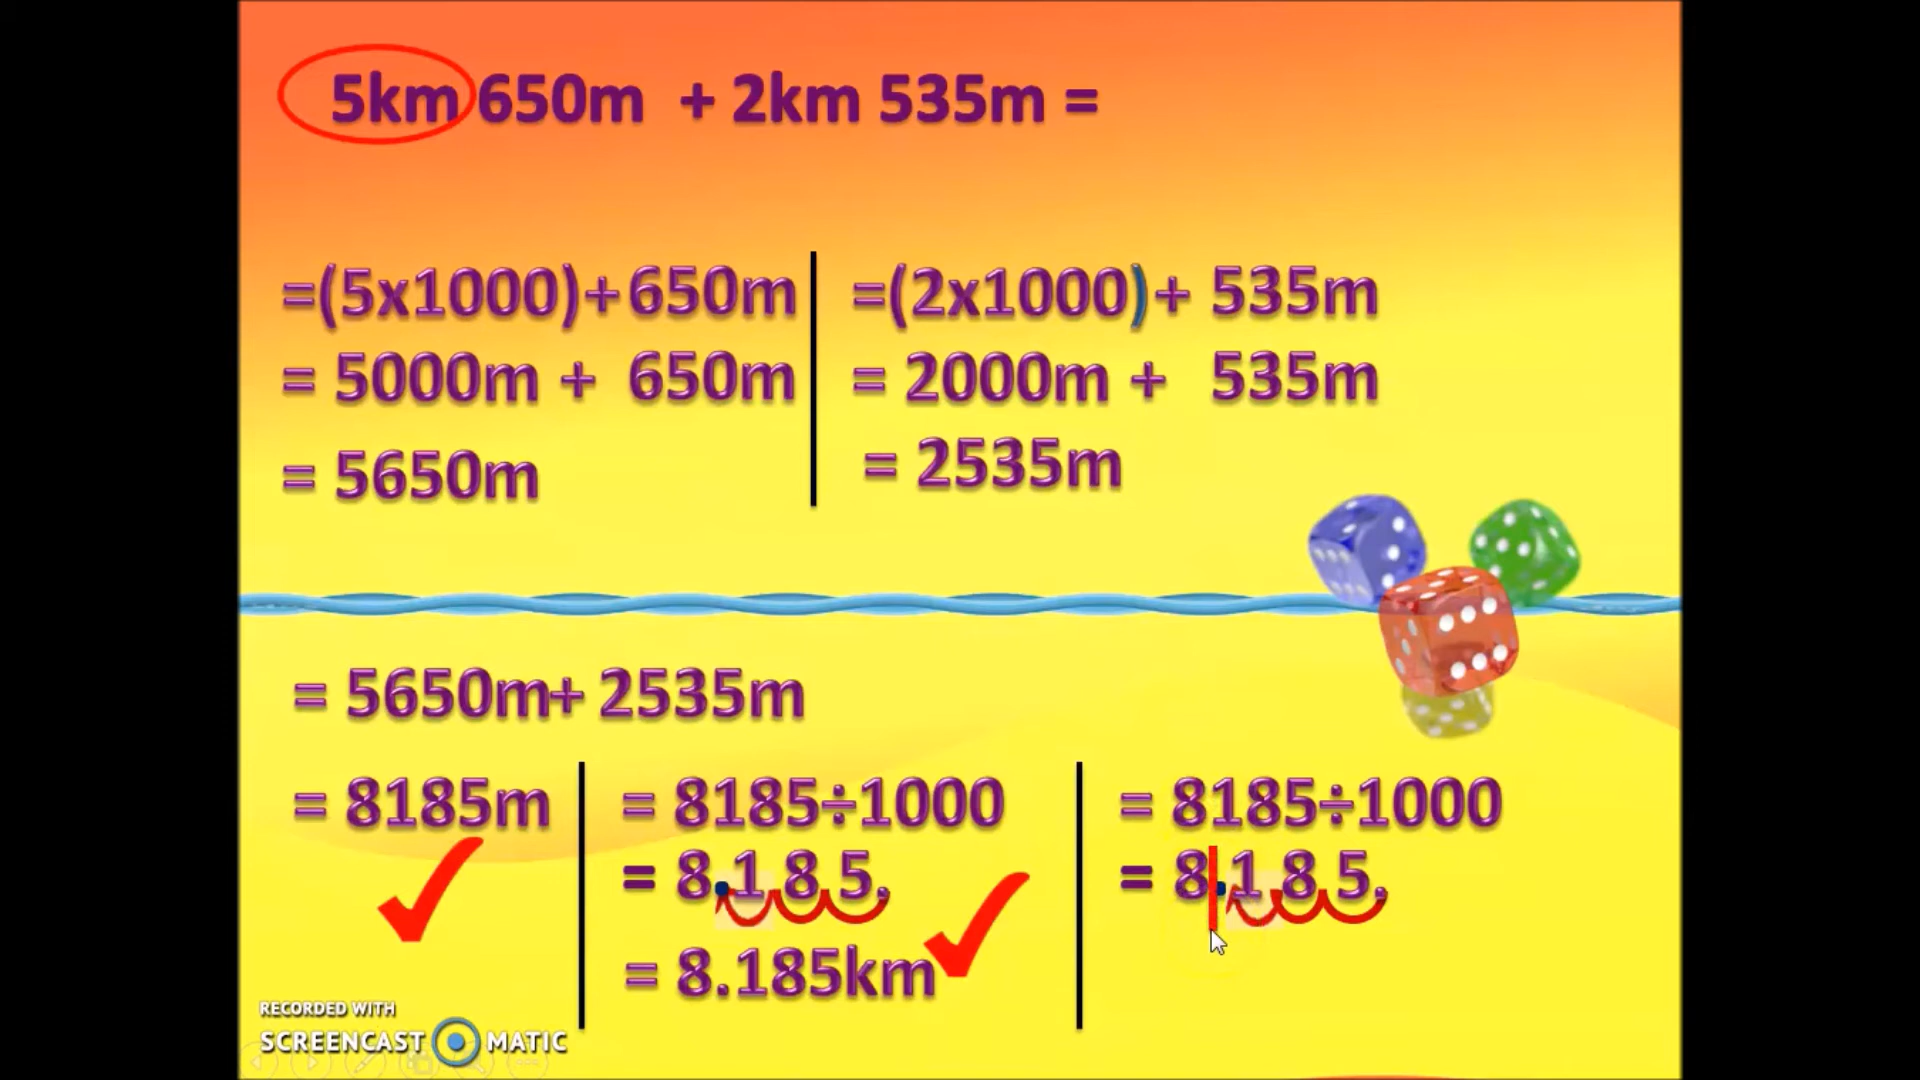 5km 650m + 2km 535m =
=(5x1000)+650m
= 5000m + 650m
= 5650m
=(2x1000)+ 535m
= 2000m + 535m
= 2535m
= 5650m+ 2535m
= 8185m
= 8185÷1000
= 8.1 8 5.
= 8.185km
= 8185÷1000
= 8.1 8 5.
RECORDED WITH
SCREENCAST MATIC